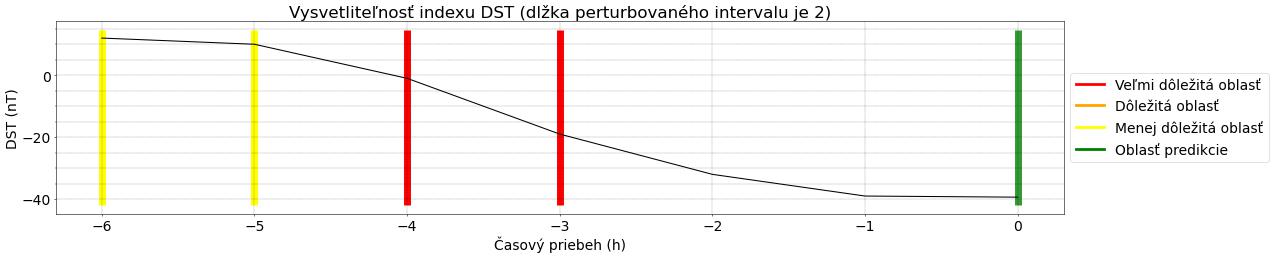 Vysvetliteľnosť indexu DST (dĺžka perturbovaného intervalu je 2)
DST (nT)
0
−20
−40
−6 −5 −4 −3 −2 −1 0
Časový priebeh (h)
Veľmi dôležitá oblasť
Dôležitá oblasť
Menej dôležitá oblasť
Oblasť predikcie